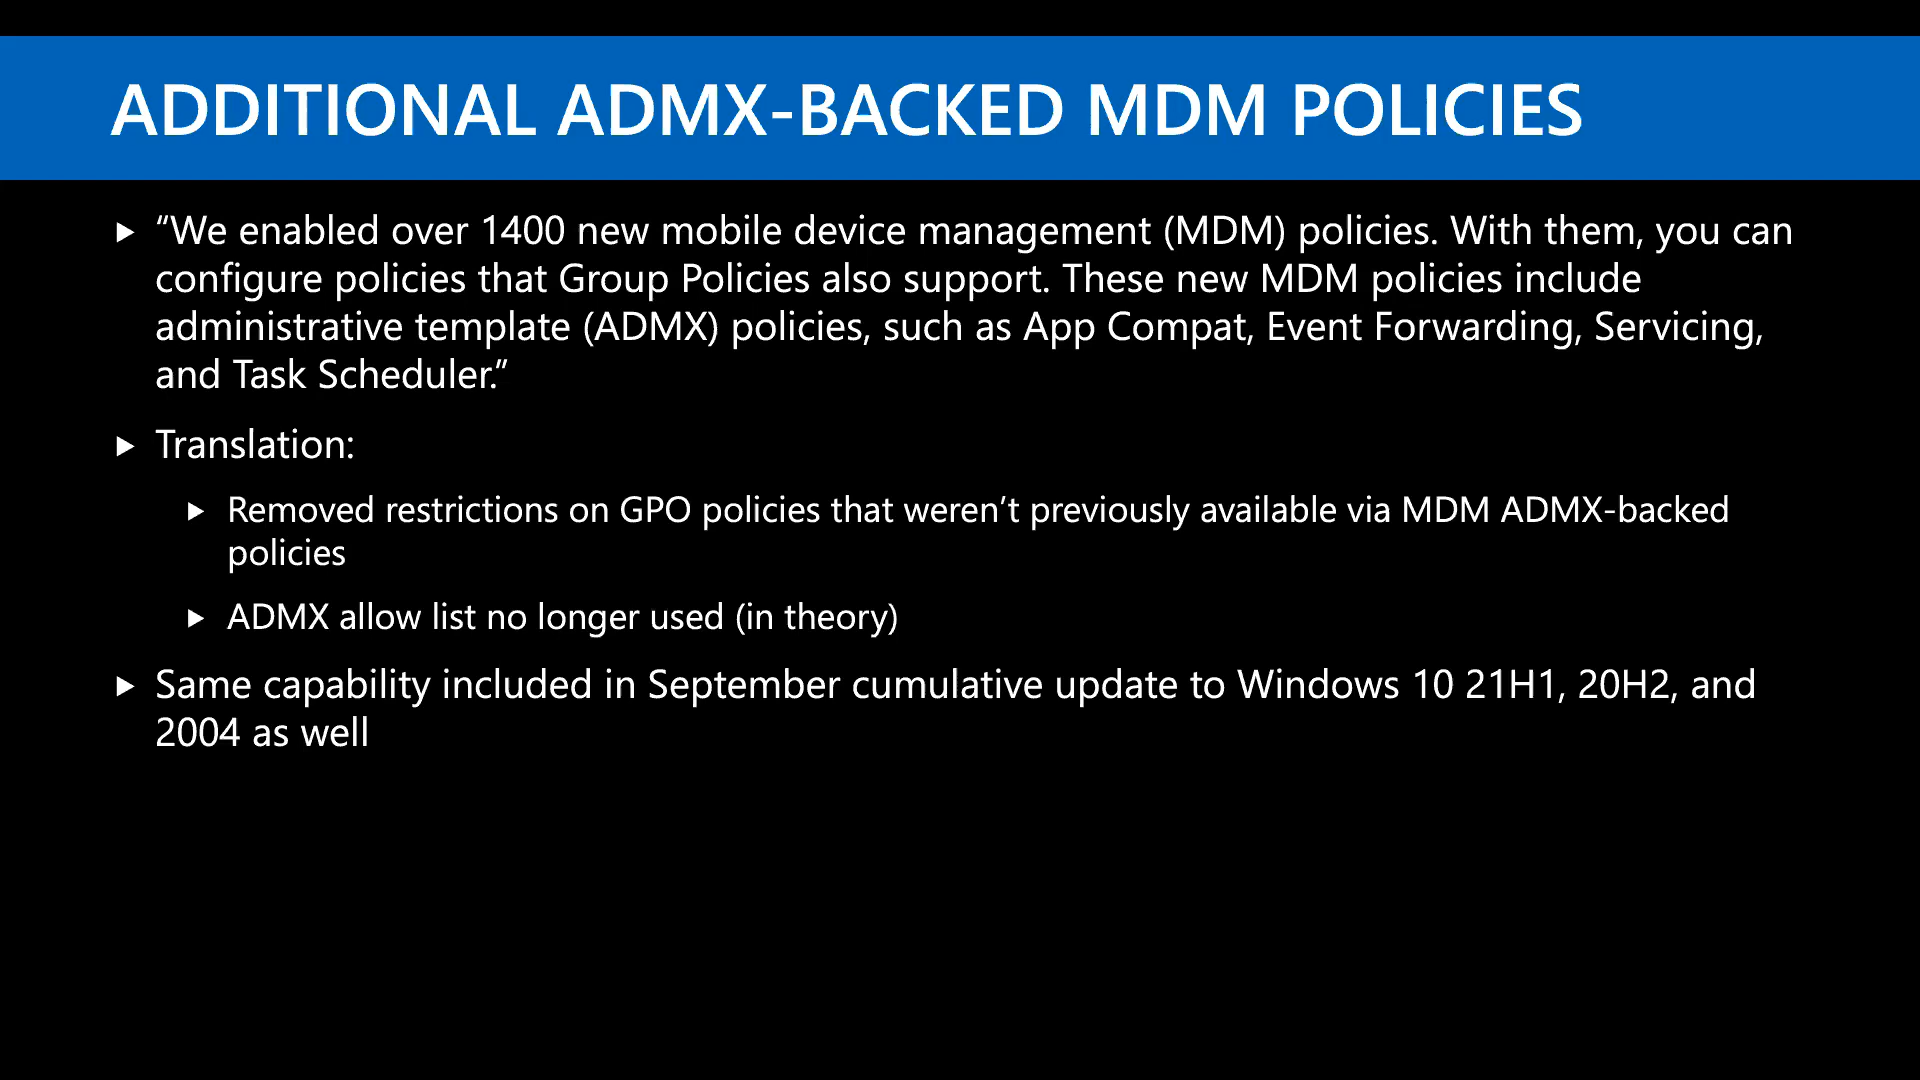 ADDITIONAL ADMX-BACKED MDM POLICIES
“We enabled over 1400 new mobile device management (MDM) policies. With them, you can
configure policies that Group Policies also support. These new MDM policies include
administrative template (ADMX) policies, such as App Compat, Event Forwarding, Servicing,
and Task Scheduler.”
Translation:
Removed restrictions on GPO policies that weren’t previously available via MDM ADMX-backed
policies
ADMX allow list no longer used (in theory)
Same capability included in September cumulative update to Windows 10 21H1, 20H2, and
2004 as well